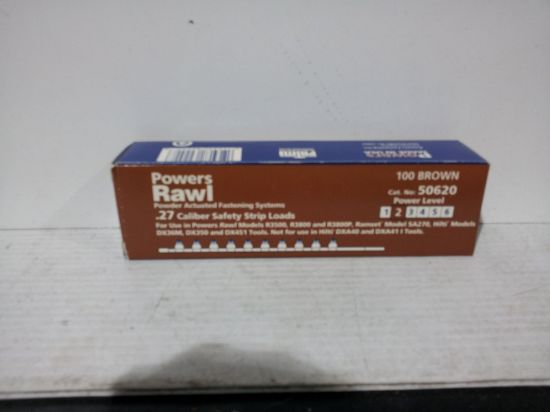 Powers
Rawl
Powder Actuated Fastening Systems
.27 Caliber Safety Strip Loads
100 BROWN
Cat. No. 50620
Power Level
1 2 3 4 5 6
For Use in Powers Rawl Models R3500, R3800 and R3800P. Ramset® Model SA270, Hilti® Models
DX36M, DX350 and DX451 Tools. Not for use in Hilti® DXA40 and DXA41 I Tools.